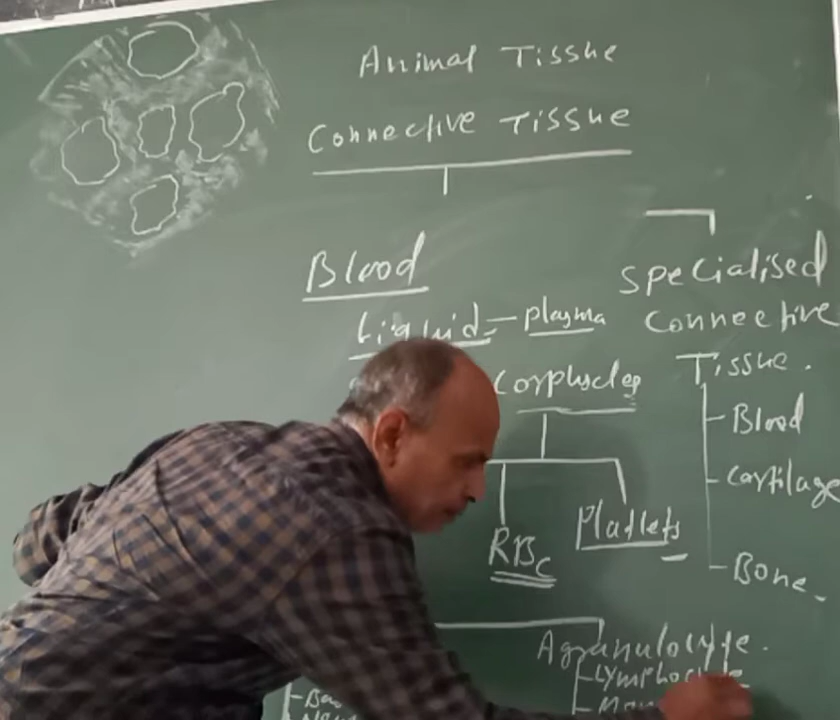 Animal Tissue
Connective Tissue
Blood
Liquid - plasma
Corpuscles
RBC
Platlets
Specialised
Connective
Tissue.
Blood
Cartilage
Bone.
Agranulocyte.
Lymphocyte